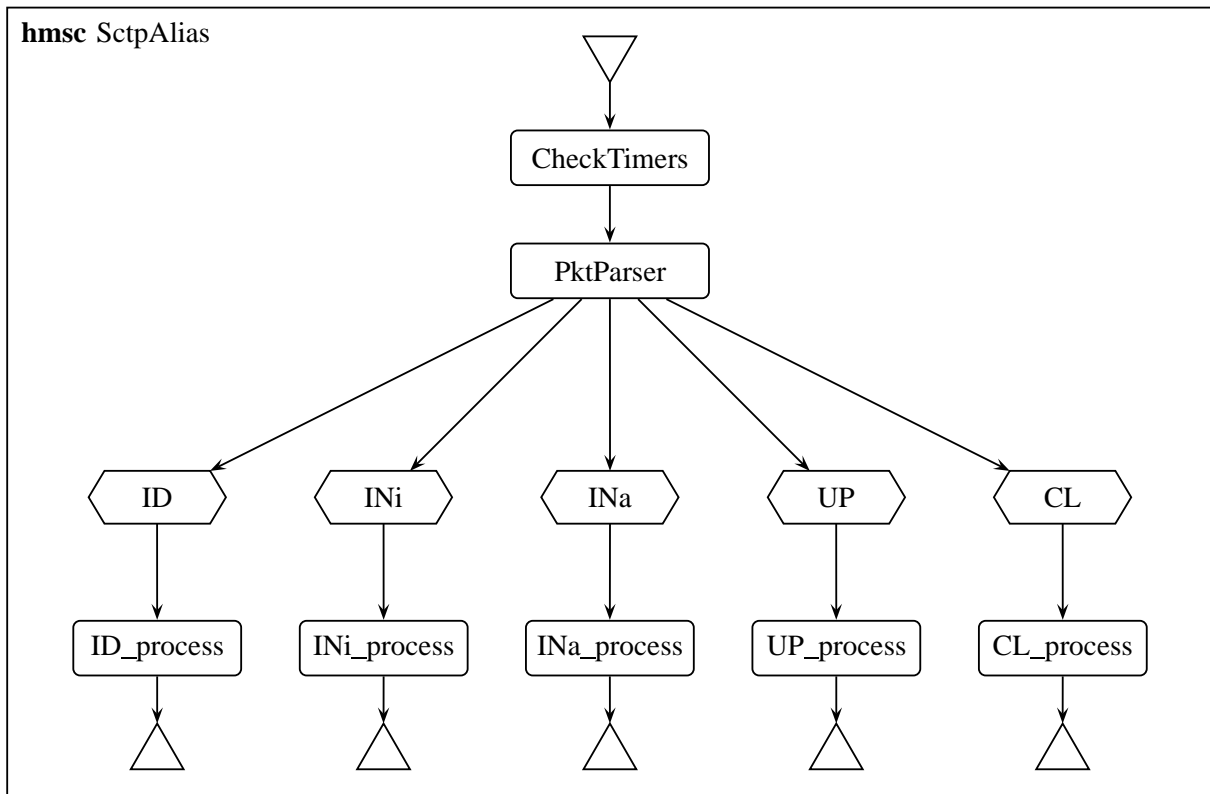 hmsc SctpAlias
CheckTimers
PktParser
ID INi INa UP CL
ID_process INi_process INa_process UP_process CL_process